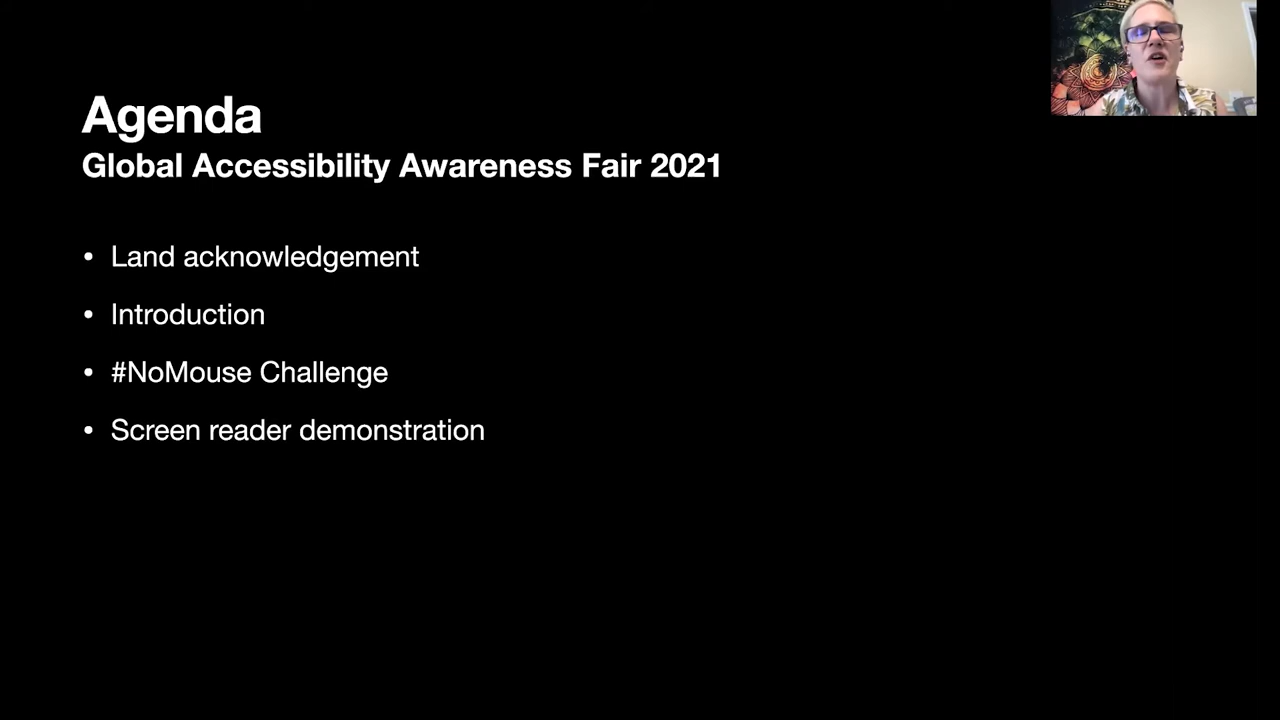 Agenda
Global Accessibility Awareness Fair 2021
• Land acknowledgement
• Introduction
• #NoMouse Challenge
• Screen reader demonstration